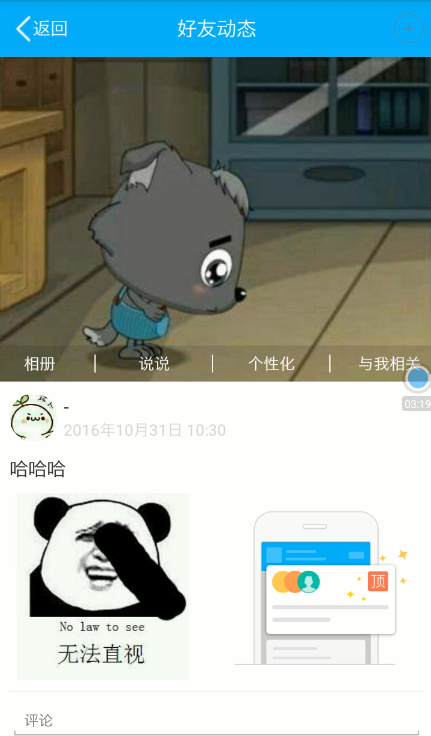 返回
好友动态
相册
说说
个性化
与我相关
03:19
-
2016年10月31日 10:30
哈哈哈
No law to see
无法直视
顶
评论